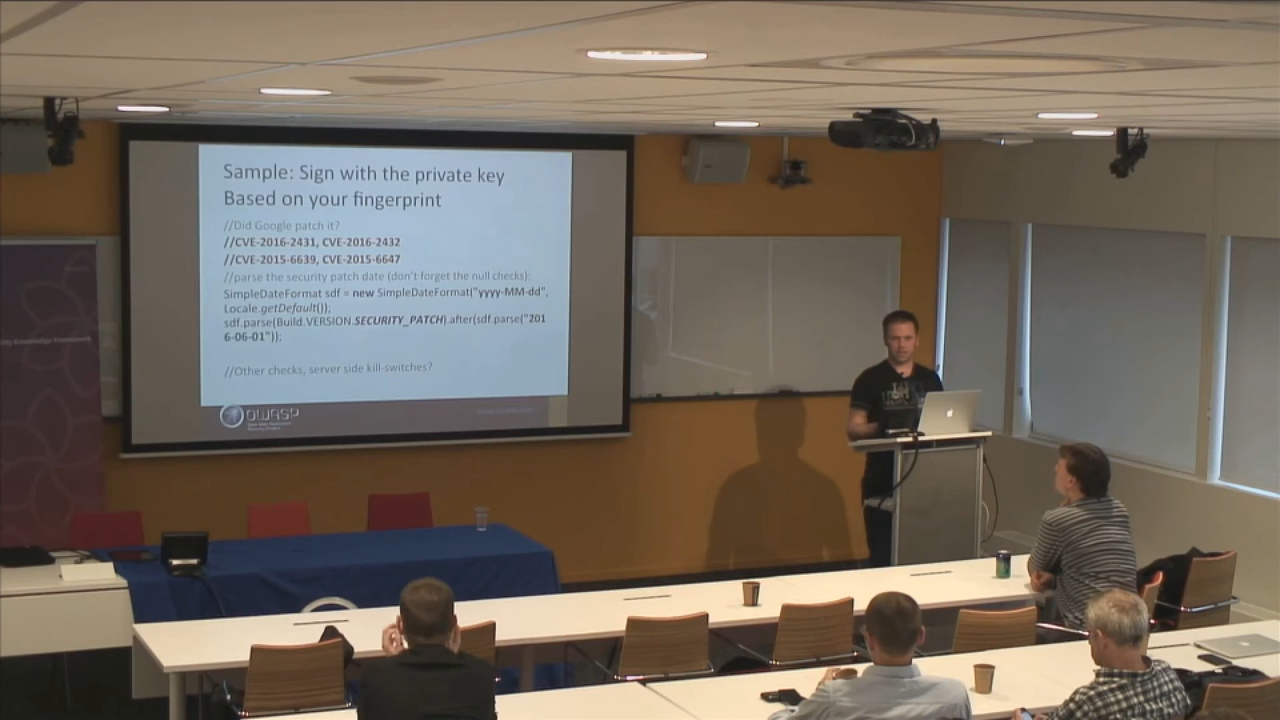 Sample: Sign with the private key
Based on your fingerprint
//Did Google patch it?
//CVE-2016-2431, CVE-2016-2432
//CVE-2015-6639, CVE-2015-6647
//parse the security patch date (don't forget the null checks):
SimpleDateFormat sdf = new SimpleDateFormat("yyyy-MM-dd",
Locale.getDefault());
sdf.parse(Build.VERSION.SECURITY_PATCH).after(sdf.parse("201
6-06-01"));
//Other checks, server side kill-switches?
OWASP